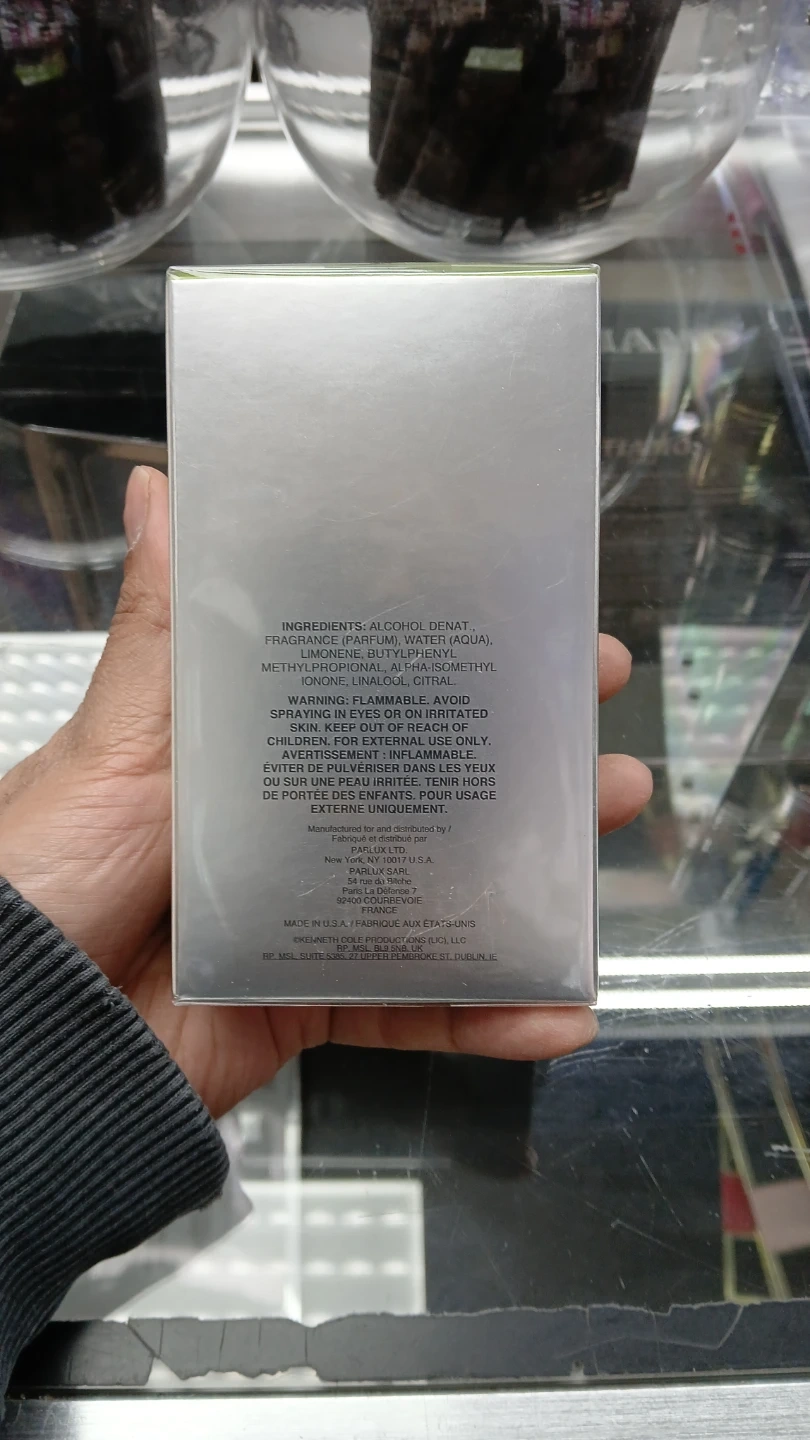 INGREDIENTS: ALCOHOL DENAT.,
FRAGRANCE (PARFUM), WATER (AQUA),
LIMONENE, BUTYLPHENYL
METHYLPROPIONAL, ALPHA-ISOMETHYL
IONONE, LINALOOL, CITRAL.
WARNING: FLAMMABLE. AVOID
SPRAYING IN EYES OR ON IRRITATED
SKIN. KEEP OUT OF REACH OF
CHILDREN. FOR EXTERNAL USE ONLY.
AVERTISSEMENT : INFLAMMABLE.
ÉVITER DE PULVÉRISER DANS LES YEUX
OU SUR UNE PEAU IRRITÉE. TENIR HORS
DE PORTÉE DES ENFANTS. POUR USAGE
EXTERNE UNIQUEMENT.
Manufactured for and distributed by /
Fabriqué et distribué par
PARLUX LTD.
New York, NY 10017 U.S.A.
PARLUX SARL
54 rue du Bitche
Paris La Défense 7
92400 COURBEVOIE
FRANCE
MADE IN U.S.A. / FABRIQUÉ AUX ÉTATS-UNIS
©KENNETH COLE PRODUCTIONS (LIC), LLC
RP. MSL, BL9 5NB, UK
RP. MSL, SUITE 5385, 27 UPPER PEMBROKE ST, DUBLIN, IE